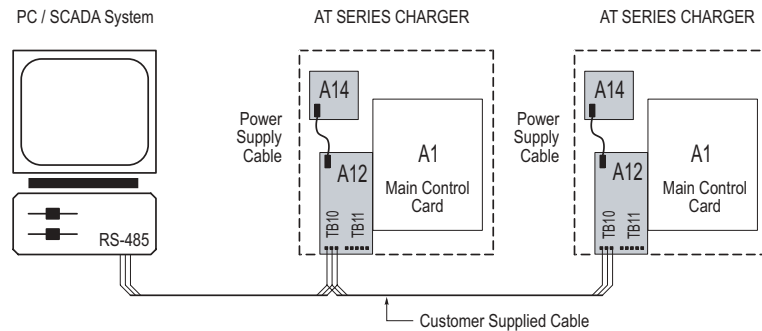 PC / SCADA System
AT SERIES CHARGER
AT SERIES CHARGER
A14
Power
Supply
Cable
A12
A1
Main Control
Card
TB10
TB11
A14
Power
Supply
Cable
A12
A1
Main Control
Card
TB10
TB11
RS-485
Customer Supplied Cable